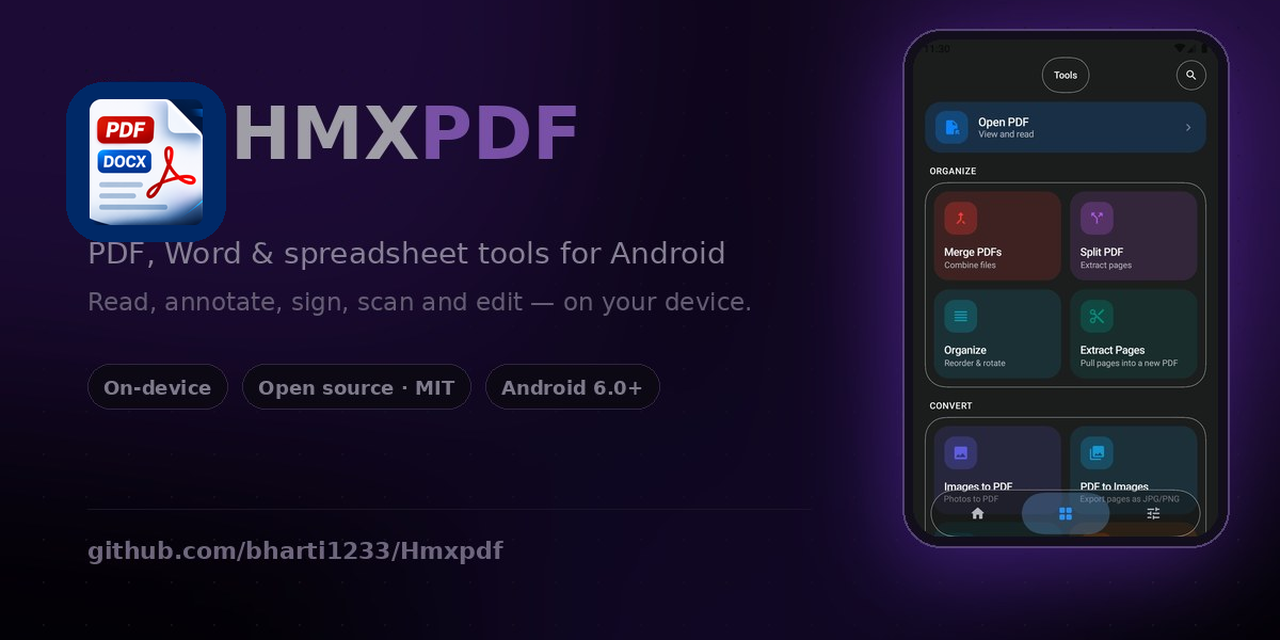 PDF
DOCX
HMXPDF
PDF, Word & spreadsheet tools for Android
Read, annotate, sign, scan and edit — on your device.
On-device
Open source · MIT
Android 6.0+
github.com/bharti1233/Hmxpdf
11:30
Tools
Open PDF
View and read
ORGANIZE
Merge PDFs
Combine files
Split PDF
Extract pages
Organize
Reorder & rotate
Extract Pages
Pull pages into a new PDF
CONVERT
Images to PDF
Photos to PDF
PDF to Images
Export pages as JPG/PNG